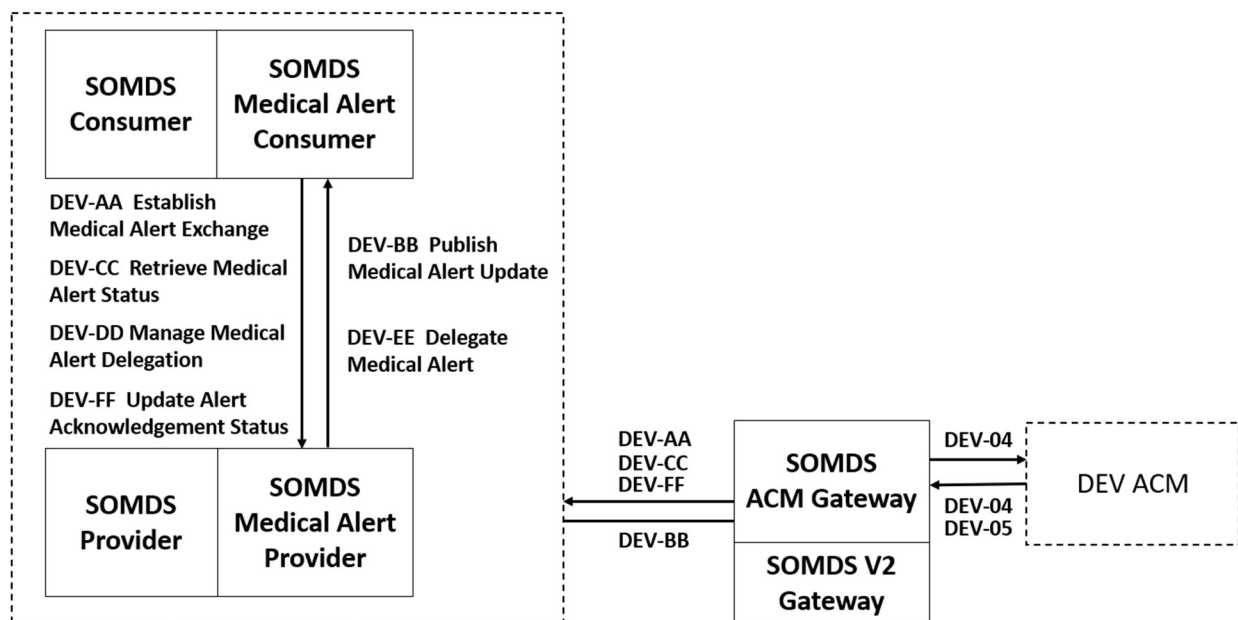 SOMDS
Consumer
SOMDS
Medical Alert
Consumer
DEV-AA Establish
Medical Alert Exchange
DEV-CC Retrieve Medical
Alert Status
DEV-DD Manage Medical
Alert Delegation
DEV-FF Update Alert
Acknowledgement Status
DEV-BB Publish
Medical Alert Update
DEV-EE Delegate
Medical Alert
SOMDS
Provider
SOMDS
Medical Alert
Provider
DEV-AA
DEV-CC
DEV-FF
DEV-BB
SOMDS
ACM Gateway
SOMDS V2
Gateway
DEV-04
DEV-04
DEV-05
DEV ACM